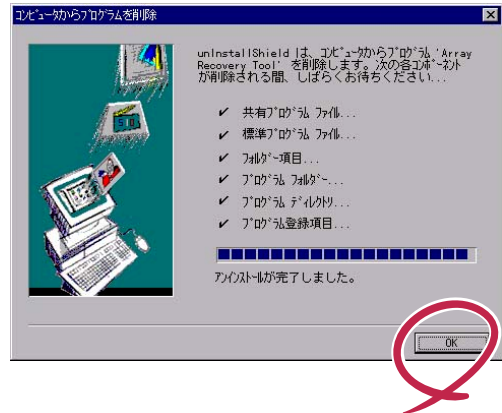 コンピュータからプログラムを削除
unInstallShield は、コンピュータからプログラム 'Array
Recovery Tool' を削除します。次の各コンポーネント
が削除される間、しばらくお待ちください...
✔ 共有プログラム ファイル...
✔ 標準プログラム ファイル...
✔ フォルダー項目...
✔ プログラム フォルダー...
✔ プログラム ディレクトリ...
✔ プログラム登録項目...
アンインストールが完了しました。
OK